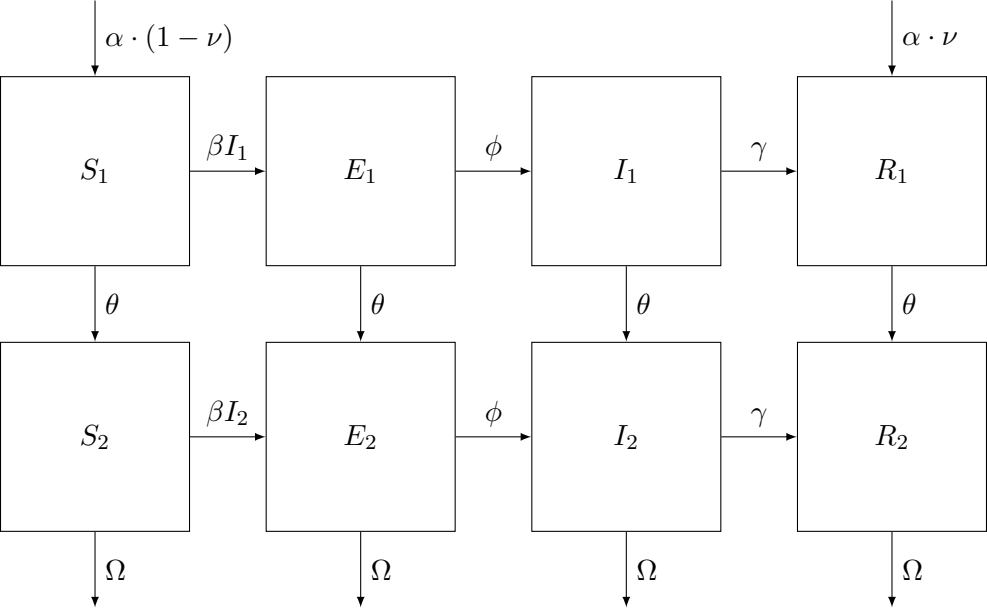 α · (1 − ν)
α · ν
S₁
βI₁
E₁
ϕ
I₁
γ
R₁
θ
θ
θ
θ
S₂
βI₂
E₂
ϕ
I₂
γ
R₂
Ω
Ω
Ω
Ω